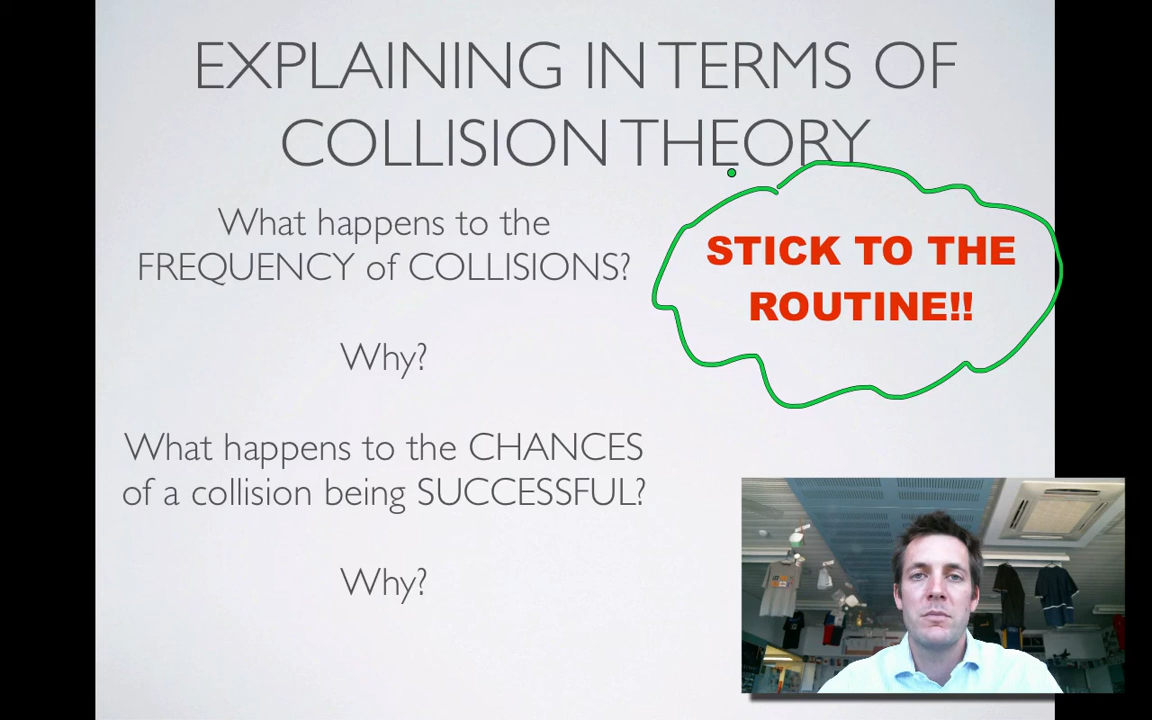 EXPLAINING IN TERMS OF
COLLISION THEORY
What happens to the
FREQUENCY of COLLISIONS?
Why?
What happens to the CHANCES
of a collision being SUCCESSFUL?
Why?
STICK TO THE
ROUTINE!!